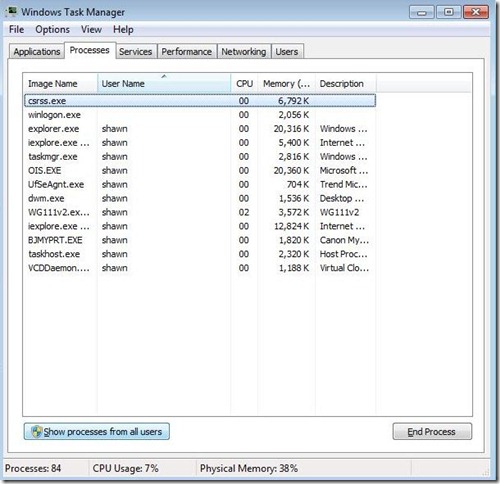 Windows Task Manager
File Options View Help
Applications Processes Services Performance Networking Users
Image Name User Name CPU Memory (... Description
csrss.exe 00 6,792 K
winlogon.exe 00 2,056 K
explorer.exe shawn 00 20,316 K Windows ...
iexplore.exe ... shawn 00 5,400 K Internet ...
taskmgr.exe shawn 00 2,816 K Windows ...
OIS.EXE shawn 00 20,360 K Microsoft ...
UfSeAgnt.exe shawn 00 704 K Trend Mic...
dwm.exe shawn 00 1,536 K Desktop ...
WG111v2.ex... shawn 02 3,572 K WG111v2
iexplore.exe ... shawn 00 12,824 K Internet ...
BJMYPRT.EXE shawn 00 1,820 K Canon My...
taskhost.exe shawn 00 2,320 K Host Proc...
VCDDaemon.... shawn 00 1,188 K Virtual Clo...
Show processes from all users End Process
Processes: 84 CPU Usage: 7% Physical Memory: 38%